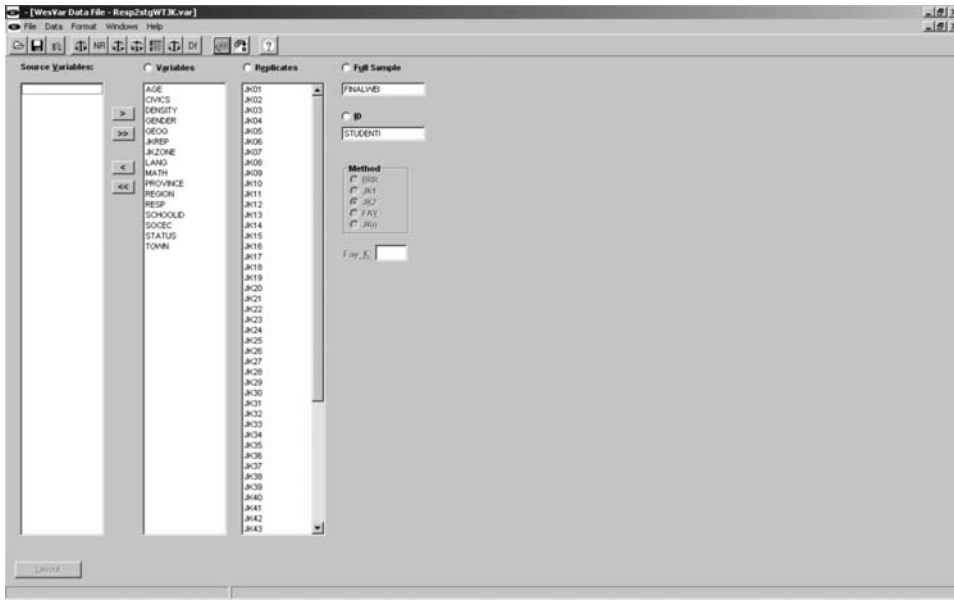 - [WesVar Data File - Resp2stgWTJK.var]
File Data Format Windows Help
NR Df ?
Source Variables: Variables Replicates Full Sample
FINALWEI
ID
STUDENTI
>
>>
<
<<
AGE
CIVICS
DENSITY
GENDER
GEOG
JKREP
JKZONE
LANG
MATH
PROVINCE
REGION
RESP
SCHOOLID
SOCEC
STATUS
TOWN
JK01
JK02
JK03
JK04
JK05
JK06
JK07
JK08
JK09
JK10
JK11
JK12
JK13
JK14
JK15
JK16
JK17
JK18
JK19
JK20
JK21
JK22
JK23
JK24
JK25
JK26
JK27
JK28
JK29
JK30
JK31
JK32
JK33
JK34
JK35
JK36
JK37
JK38
JK39
JK40
JK41
JK42
JK43
Method
BRR
JK1
JK2
FAY
JKn
Fay_K:
Layout